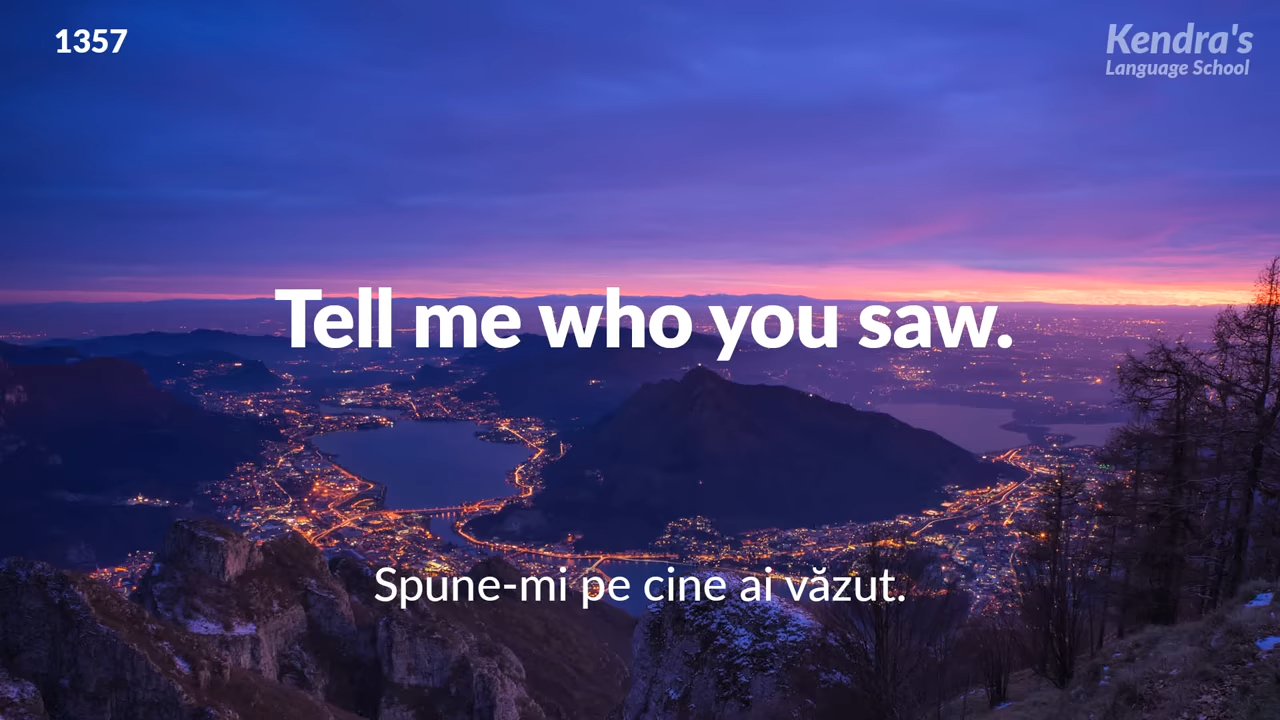 1357
Kendra's
Language School
Tell me who you saw.
Spune-mi pe cine ai văzut.